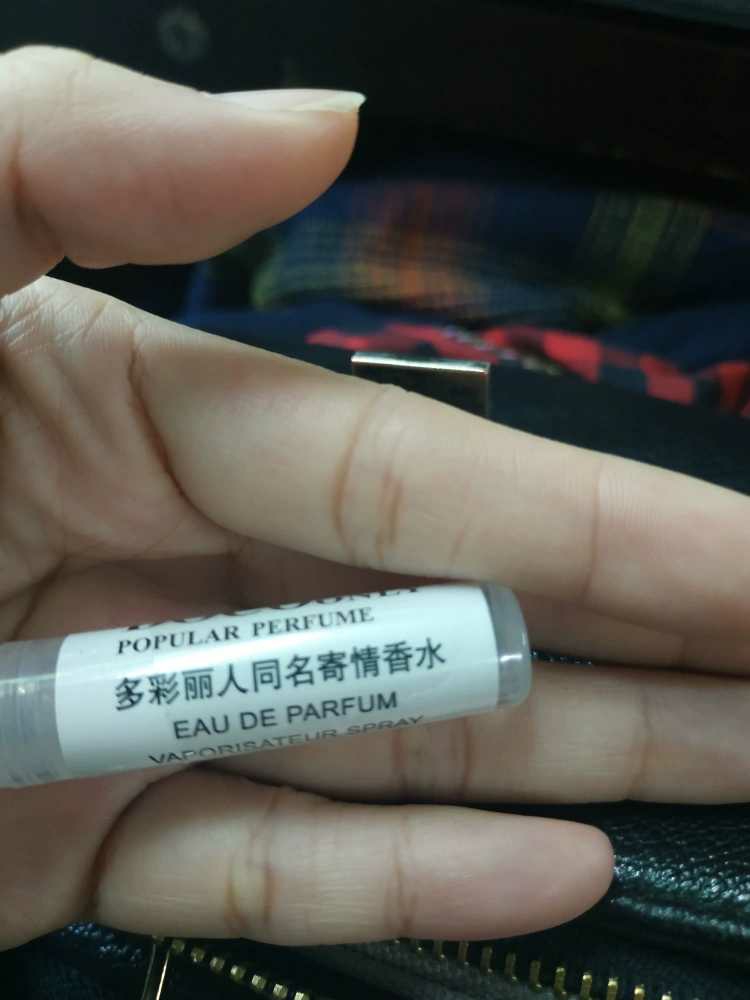 POPULAR PERFUME
多彩丽人同名寄情香水
EAU DE PARFUM
VAPORISATEUR SPRAY